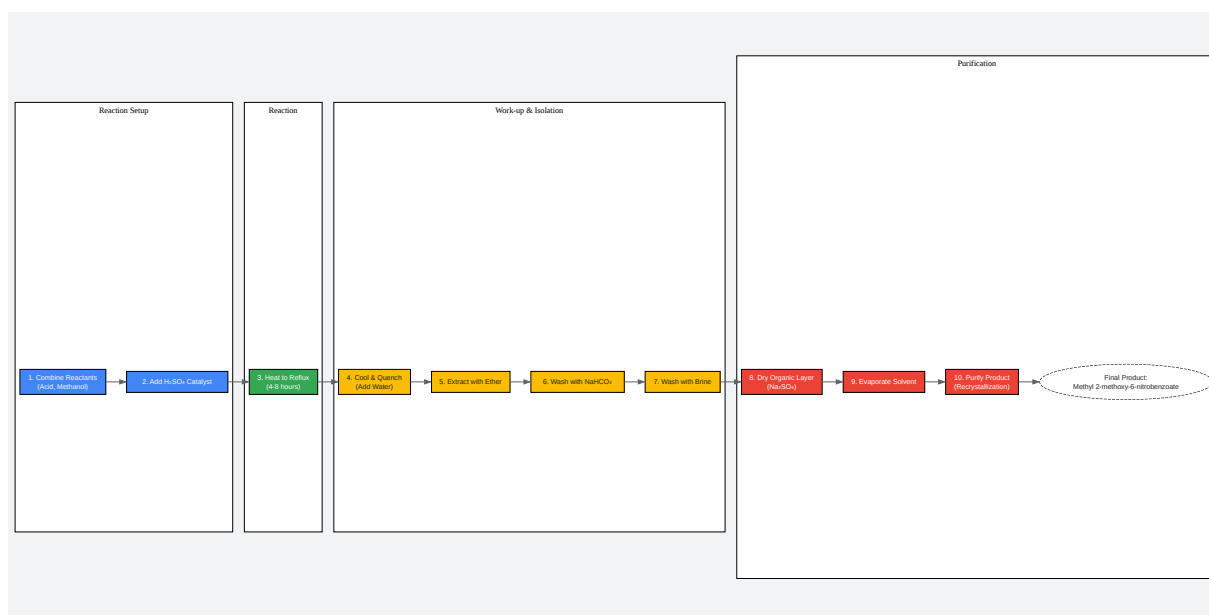 Purification
Reaction Setup
Reaction
Work-up & Isolation
1. Combine Reactants
(Acid, Methanol)
2. Add H₂SO₄ Catalyst
3. Heat to Reflux
(4-8 hours)
4. Cool & Quench
(Add Water)
5. Extract with Ether
6. Wash with NaHCO₃
7. Wash with Brine
8. Dry Organic Layer
(Na₂SO₄)
9. Evaporate Solvent
10. Purify Product
(Recrystallization)
Final Product:
Methyl 2-methoxy-6-nitrobenzoate